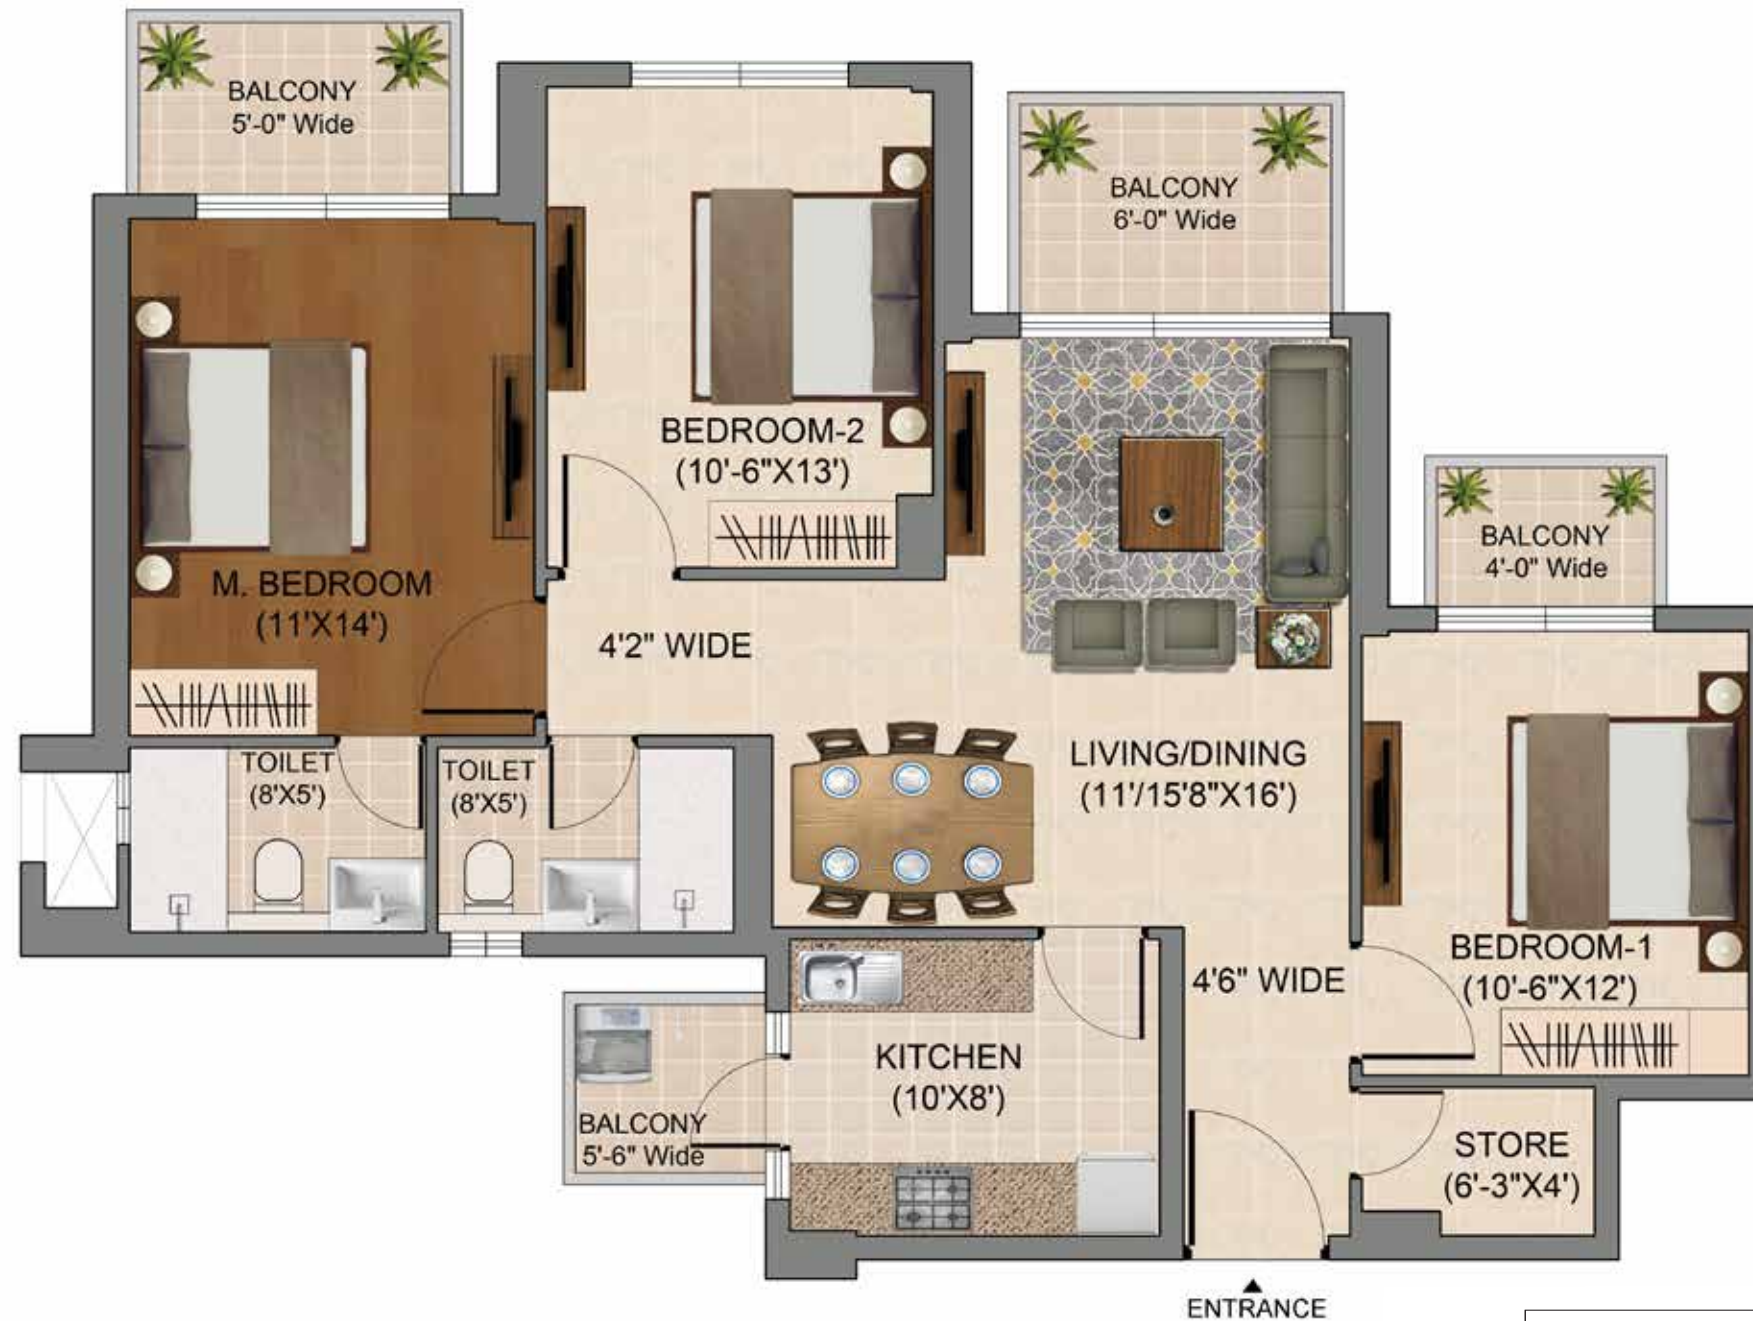 BALCONY
5'-0" Wide
BALCONY
6'-0" Wide
BEDROOM-2
(10'-6"X13')
BALCONY
4'-0" Wide
M. BEDROOM
(11'X14')
4'2" WIDE
TOILET
(8'X5')
TOILET
(8'X5')
LIVING/DINING
(11'/15'8"X16')
BEDROOM-1
(10'-6"X12')
4'6" WIDE
KITCHEN
(10'X8')
BALCONY
5'-6" Wide
STORE
(6'-3"X4')
ENTRANCE